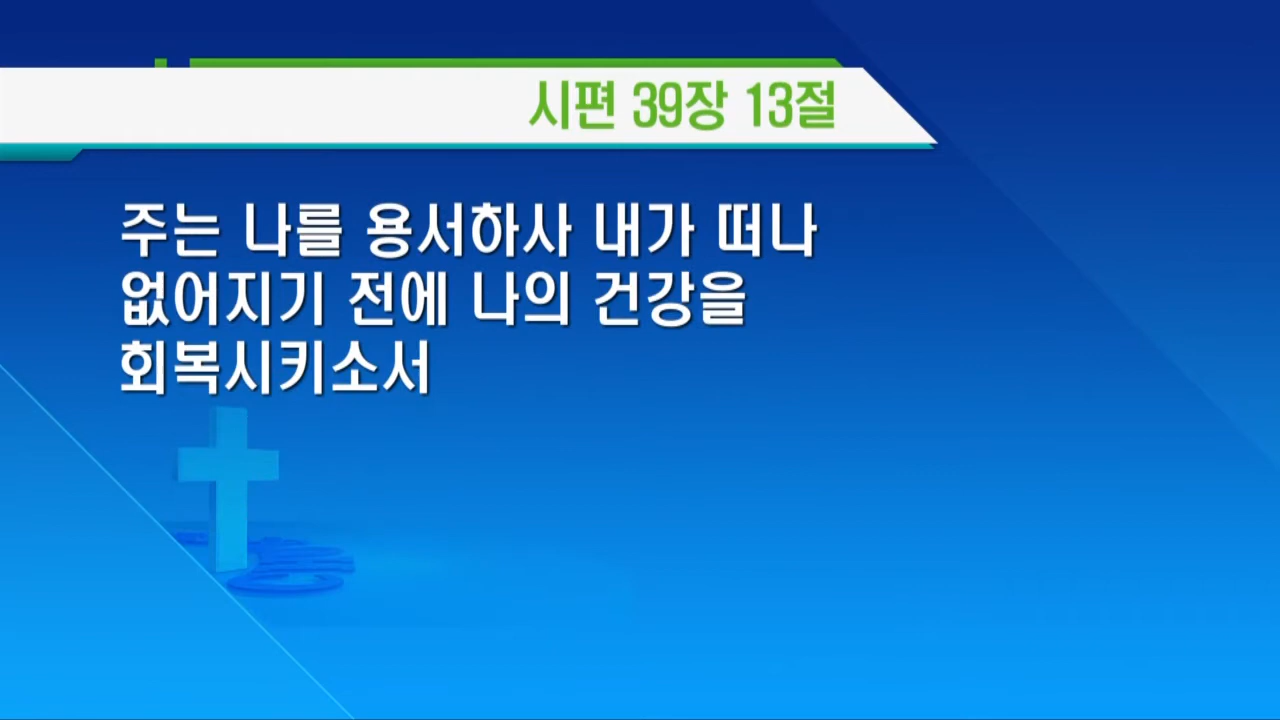 시편 39장 13절
주는 나를 용서하사 내가 떠나
없어지기 전에 나의 건강을
회복시키소서